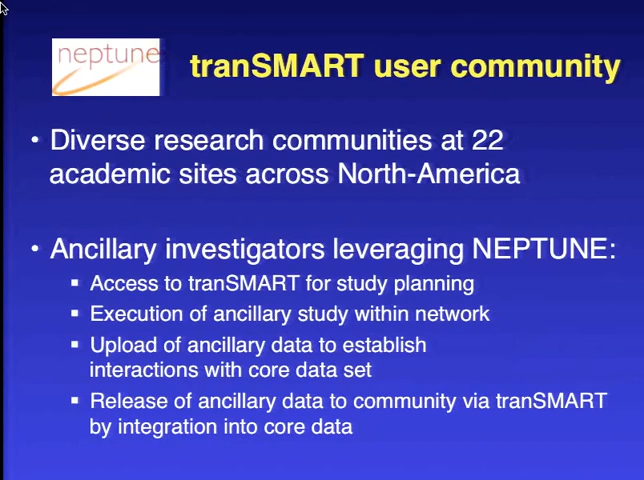 neptune
tranSMART user community
• Diverse research communities at 22
academic sites across North-America
• Ancillary investigators leveraging NEPTUNE:
▪ Access to tranSMART for study planning
▪ Execution of ancillary study within network
▪ Upload of ancillary data to establish
interactions with core data set
▪ Release of ancillary data to community via tranSMART
by integration into core data